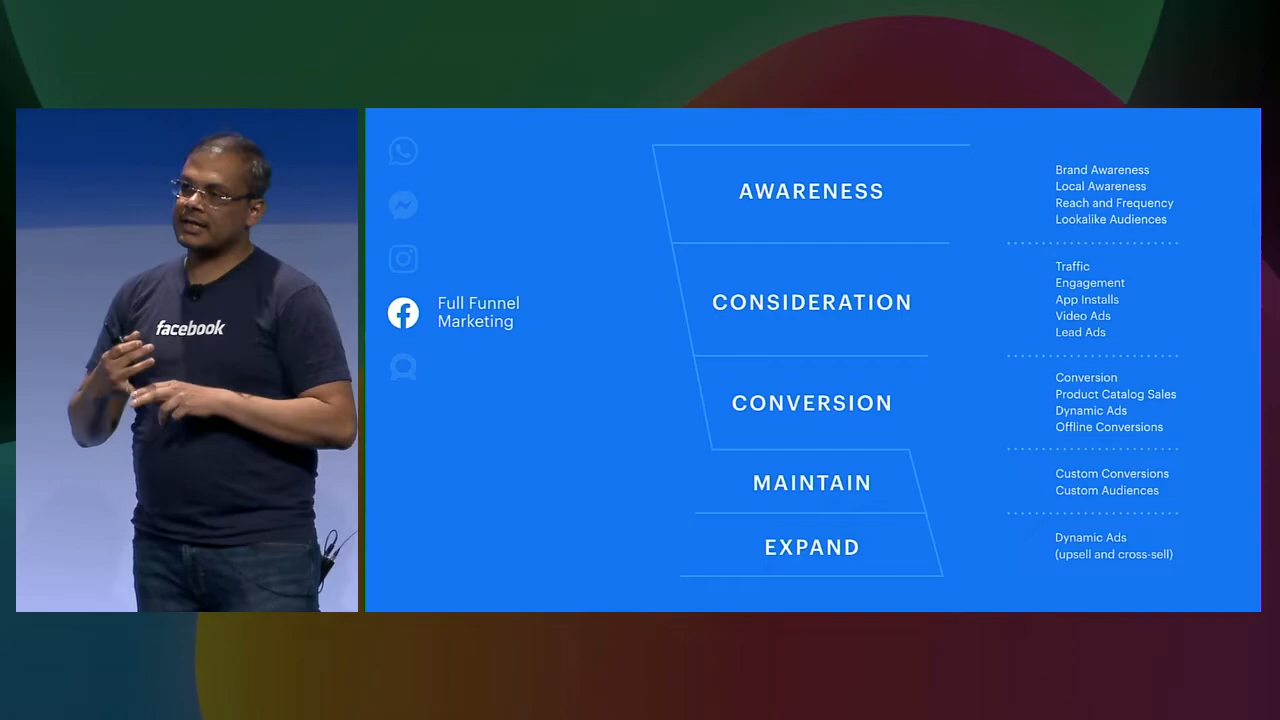 facebook
Full Funnel
Marketing
AWARENESS
Brand Awareness
Local Awareness
Reach and Frequency
Lookalike Audiences
CONSIDERATION
Traffic
Engagement
App Installs
Video Ads
Lead Ads
CONVERSION
Conversion
Product Catalog Sales
Dynamic Ads
Offline Conversions
MAINTAIN
Custom Conversions
Custom Audiences
EXPAND
Dynamic Ads
(upsell and cross-sell)